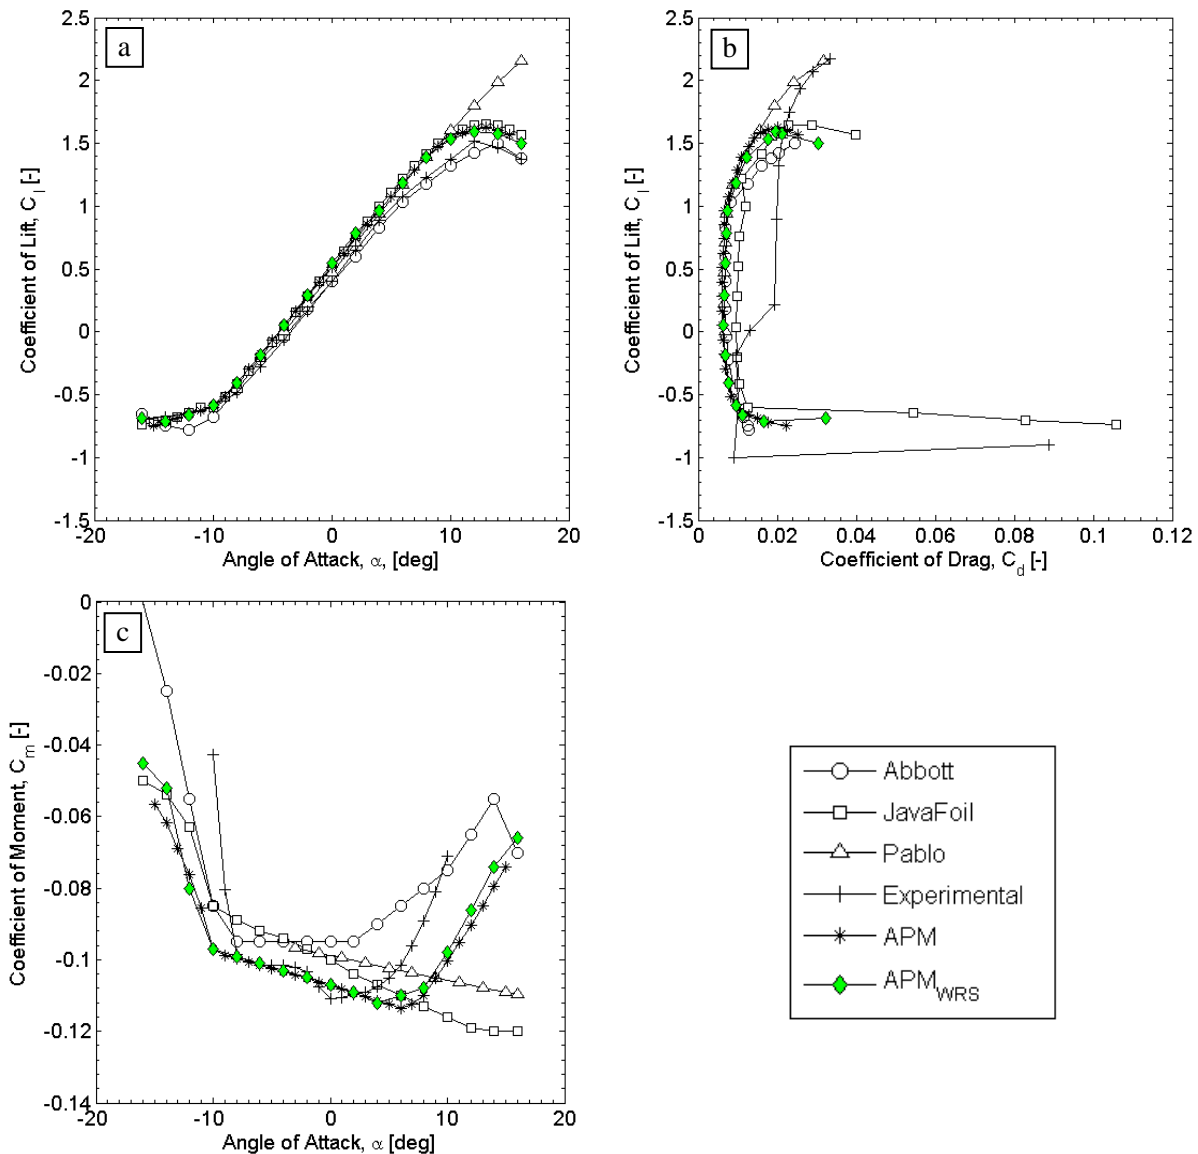 a
2.5
2
1.5
1
0.5
0
-0.5
-1
-1.5
-20 -10 0 10 20
Coefficient of Lift, C_l [-]
Angle of Attack, α, [deg]
b
2.5
2
1.5
1
0.5
0
-0.5
-1
-1.5
0 0.02 0.04 0.06 0.08 0.1 0.12
Coefficient of Lift, C_l [-]
Coefficient of Drag, C_d [-]
c
0
-0.02
-0.04
-0.06
-0.08
-0.1
-0.12
-0.14
-20 -10 0 10 20
Coefficient of Moment, C_m [-]
Angle of Attack, α [deg]
Abbott
JavaFoil
Pablo
Experimental
APM
APM_WRS